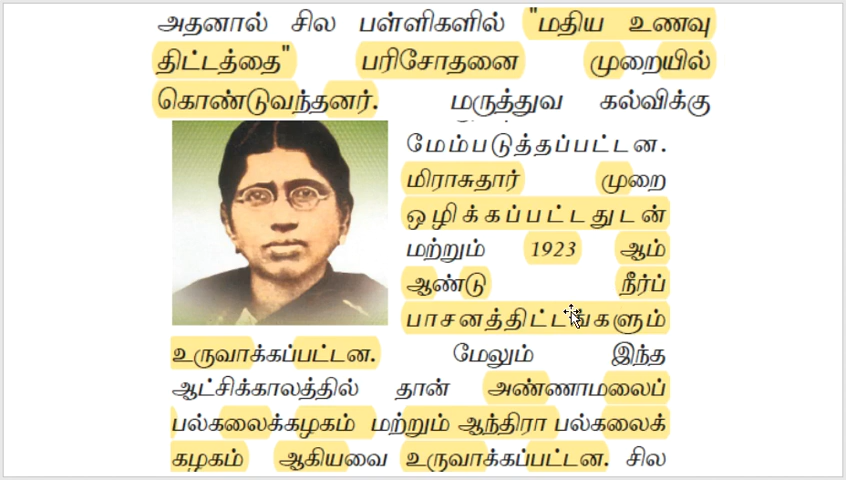 அதனால் சில பள்ளிகளில் "மதிய உணவு
திட்டத்தை" பரிசோதனை முறையில்
கொண்டுவந்தனர். மருத்துவ கல்விக்கு
மேம்படுத்தப்பட்டன.
மிராசுதார் முறை
ஒழிக்கப்பட்டதுடன்
மற்றும் 1923 ஆம்
ஆண்டு நீர்ப்
பாசனத்திட்டங்களும்
உருவாக்கப்பட்டன. மேலும் இந்த
ஆட்சிக்காலத்தில் தான் அண்ணாமலைப்
பல்கலைக்கழகம் மற்றும் ஆந்திரா பல்கலைக்
கழகம் ஆகியவை உருவாக்கப்பட்டன. சில